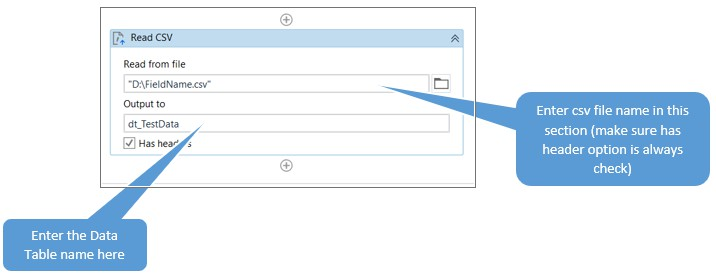 Read CSV
Read from file
"D:\FieldName.csv"
Output to
dt_TestData
Has headers
Enter csv file name in this
section (make sure has
header option is always
check)
Enter the Data
Table name here